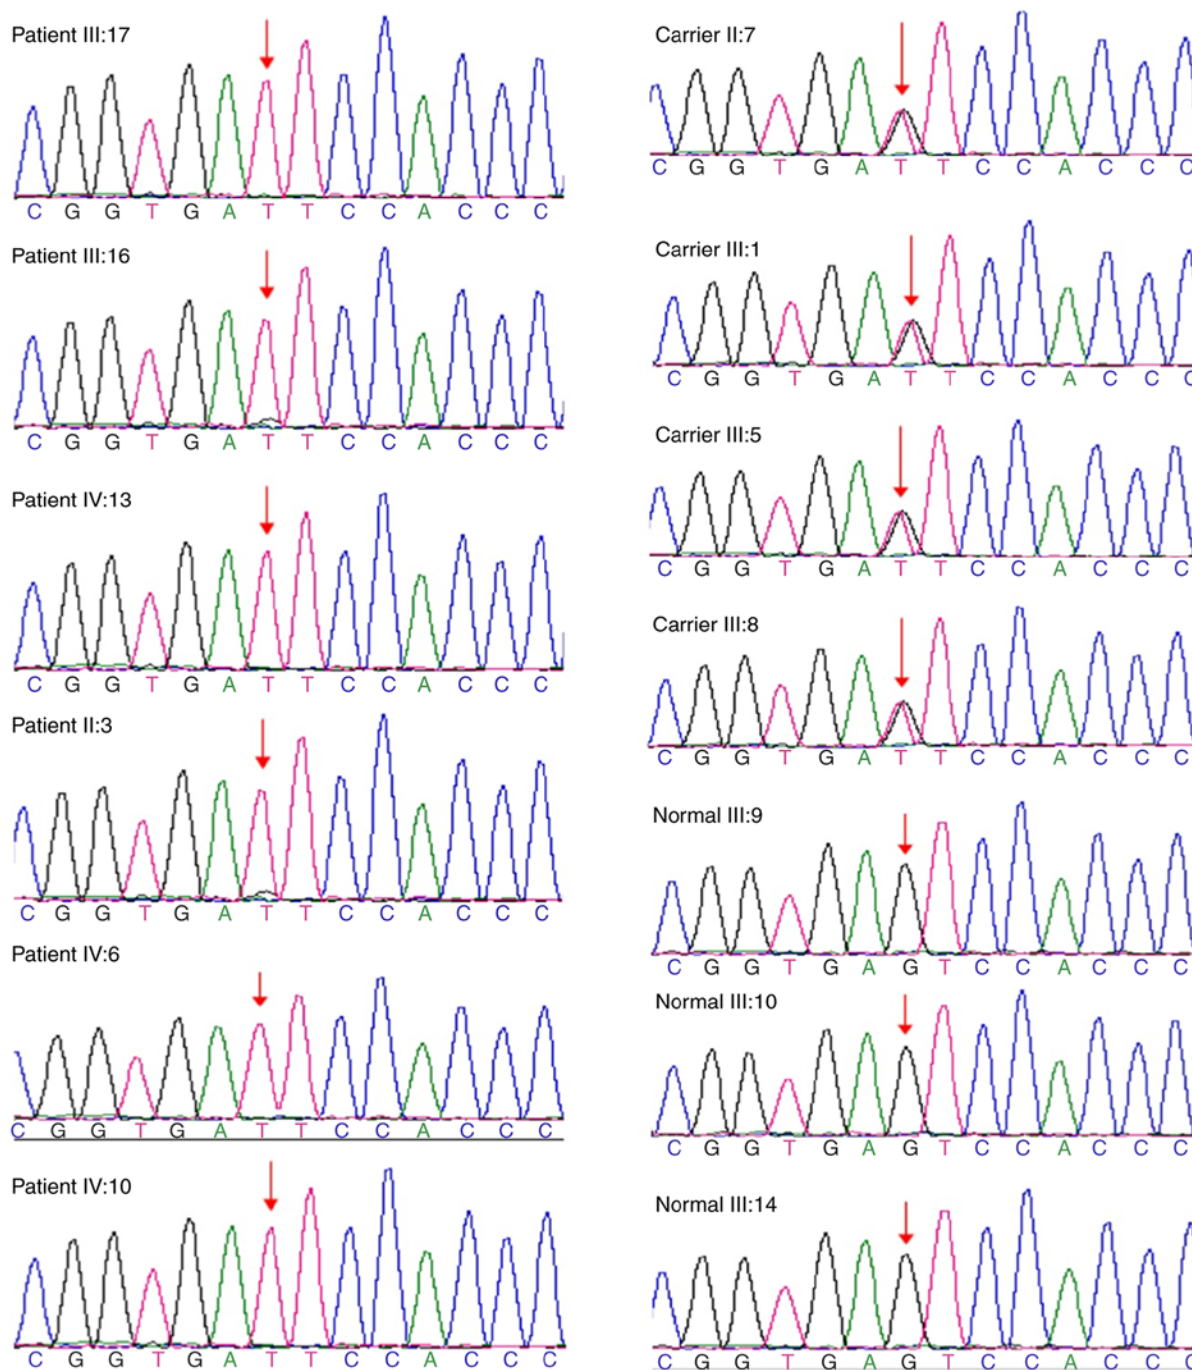 Patient III:17
C G G T G A T T C C A C C C
Patient III:16
C G G T G A T T C C A C C C
Patient IV:13
C G G T G A T T C C A C C C
Patient II:3
C G G T G A T T C C A C C C
Patient IV:6
C G G T G A T T C C A C C C
Patient IV:10
C G G T G A T T C C A C C C
Carrier II:7
C G G T G A T T C C A C C C
Carrier III:1
C G G T G A T T C C A C C C
Carrier III:5
C G G T G A T T C C A C C C
Carrier III:8
C G G T G A T T C C A C C C
Normal III:9
C G G T G A G T C C A C C C
Normal III:10
C G G T G A G T C C A C C C
Normal III:14
C G G T G A G T C C A C C C